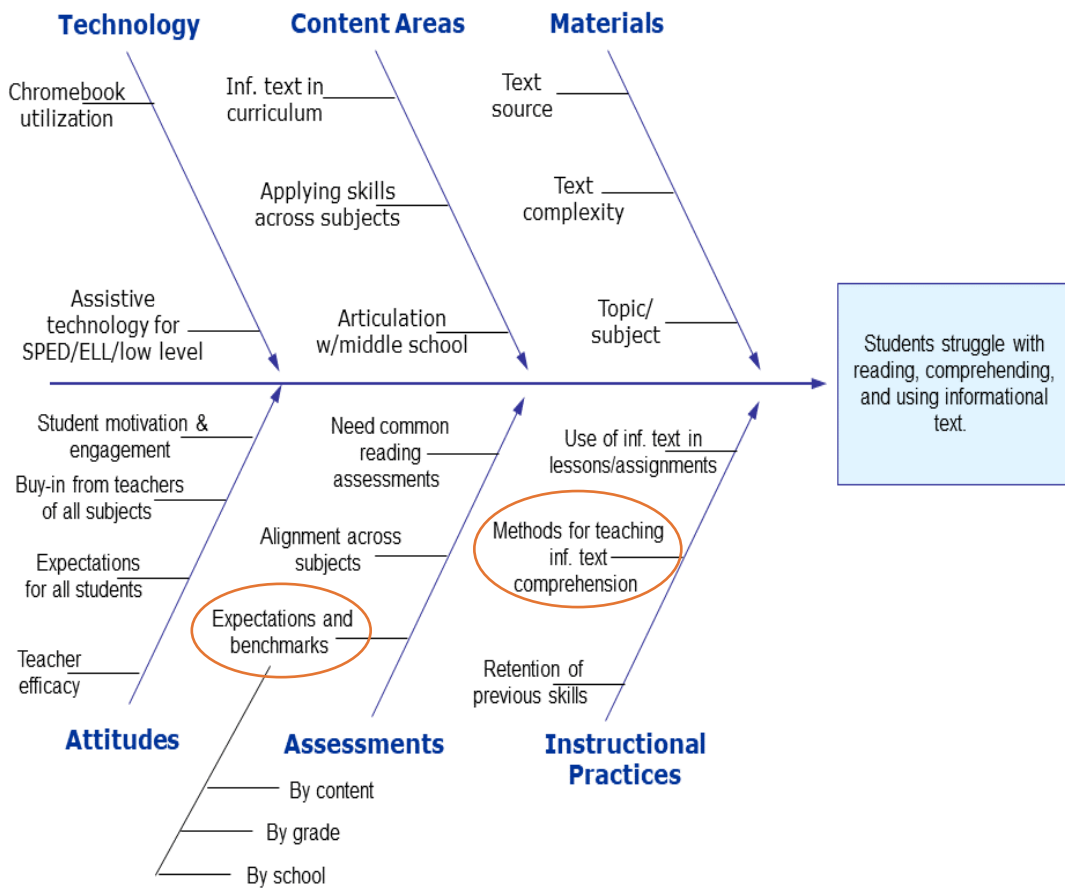 Technology
Content Areas
Materials
Chromebook
utilization
Inf. text in
curriculum
Text
source
Applying skills
across subjects
Text
complexity
Assistive
technology for
SPED/ELL/low level
Articulation
w/middle school
Topic/
subject
Students struggle with
reading, comprehending,
and using informational
text.
Student motivation &
engagement
Buy-in from teachers
of all subjects
Expectations
for all students
Teacher
efficacy
Need common
reading
assessments
Alignment across
subjects
Expectations and
benchmarks
Use of inf. text in
lessons/assignments
Methods for teaching
inf. text
comprehension
Retention of
previous skills
Attitudes
Assessments
Instructional
Practices
By content
By grade
By school